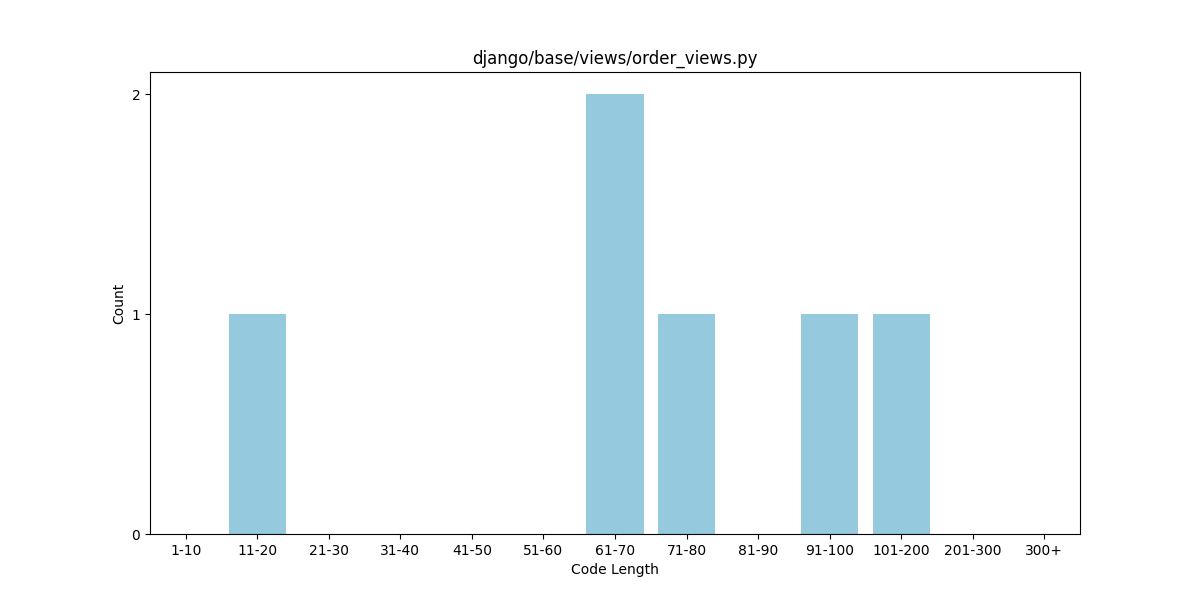 django/base/views/order_views.py
2
1
0
Count
1-10 11-20 21-30 31-40 41-50 51-60 61-70 71-80 81-90 91-100 101-200 201-300 300+
Code Length